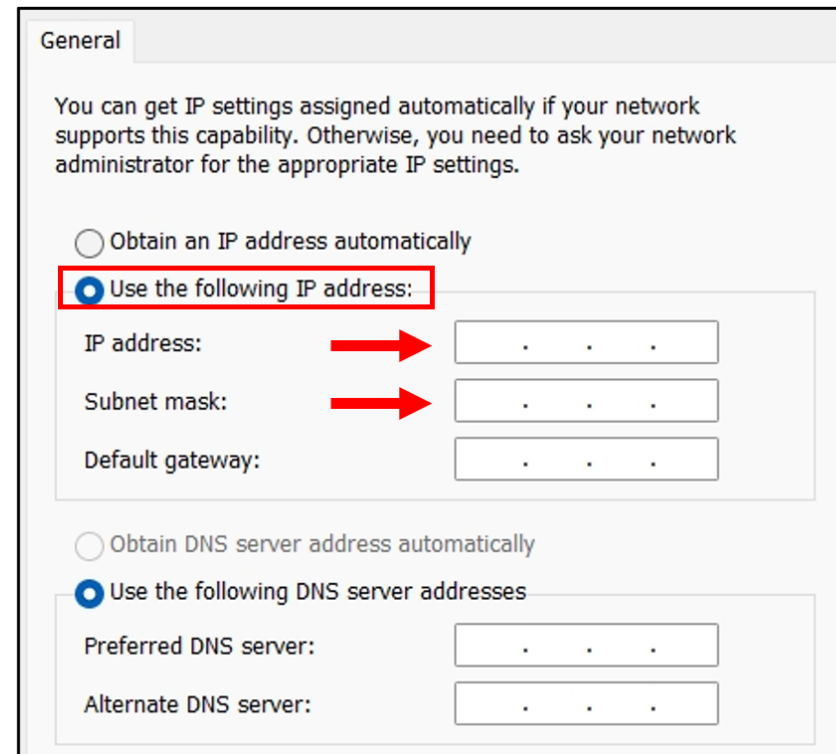 General
You can get IP settings assigned automatically if your network
supports this capability. Otherwise, you need to ask your network
administrator for the appropriate IP settings.
Obtain an IP address automatically
Use the following IP address:
IP address: . . .
Subnet mask: . . .
Default gateway: . . .
Obtain DNS server address automatically
Use the following DNS server addresses
Preferred DNS server: . . .
Alternate DNS server: . . .